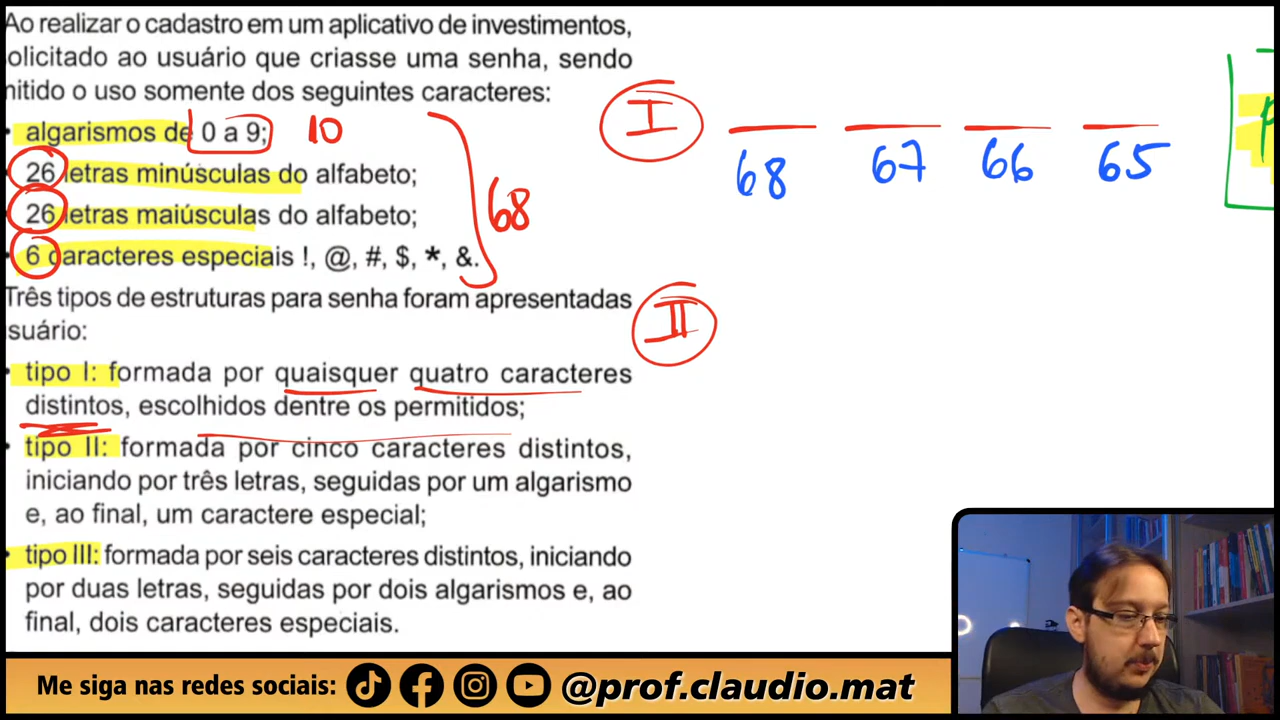 Ao realizar o cadastro em um aplicativo de investimentos,
olicitado ao usuário que criasse uma senha, sendo
nitido o uso somente dos seguintes caracteres:
• algarismos de 0 a 9; 10
26 letras minúsculas do alfabeto;
26 letras maiúsculas do alfabeto;
• 6 caracteres especiais !, @, #, $, *, &.
68
Três tipos de estruturas para senha foram apresentadas
suário:
• tipo I: formada por quaisquer quatro caracteres
distintos, escolhidos dentre os permitidos;
• tipo II: formada por cinco caracteres distintos,
iniciando por três letras, seguidas por um algarismo
e, ao final, um caractere especial;
• tipo III: formada por seis caracteres distintos, iniciando
por duas letras, seguidas por dois algarismos e, ao
final, dois caracteres especiais.
I
68 67 66 65
II
Me siga nas redes sociais: @prof.claudio.mat